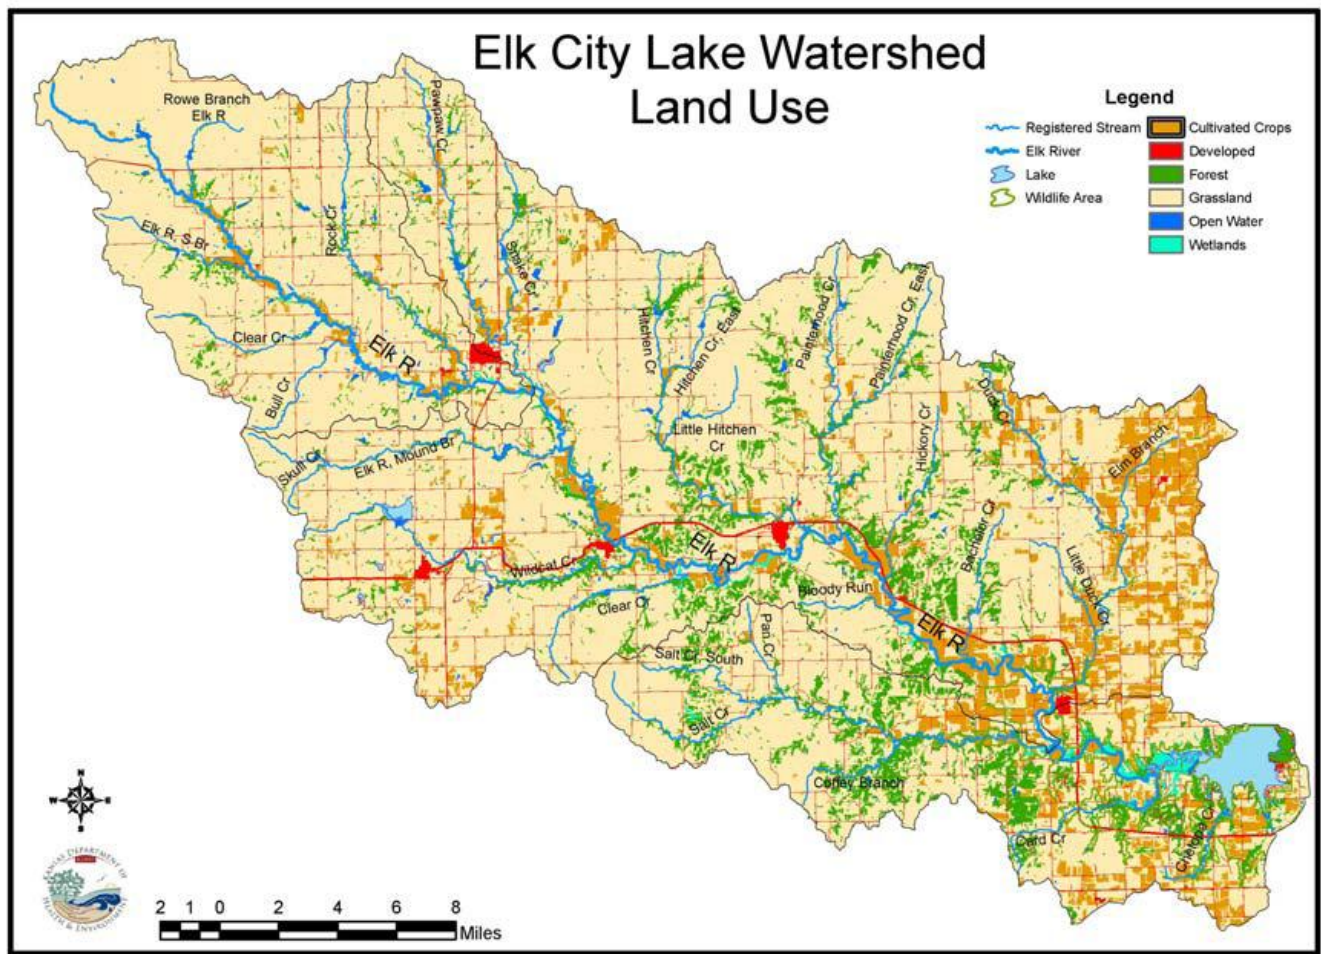 Elk City Lake Watershed
Land Use
Legend
Registered Stream
Elk River
Lake
Wildlife Area
Cultivated Crops
Developed
Forest
Grassland
Open Water
Wetlands
Rowe Branch
Elk R
Pawpaw Cr
Rock Cr
Elk R, S Br
Snake Cr
Clear Cr
Elk R
Bull Cr
Hitchen Cr
Hitchen Cr, East
Painterhood Cr
Painterhood Cr, East
Little Hitchen
Cr
Duck Cr
Hickory Cr
Elm Branch
Skull Cr
Elk R, Mound Br
Bachelor Cr
Little Duck Cr
Elk R
Wildcat Cr
Clear Cr
Bloody Run
Pan Cr
Elk R
Salt Cr, South
Salt Cr
Coffey Branch
Card Cr
Chetopa Cr
N
W
E
S
KANSAS DEPARTMENT OF
HEALTH & ENVIRONMENT
2 1 0 2 4 6 8
Miles